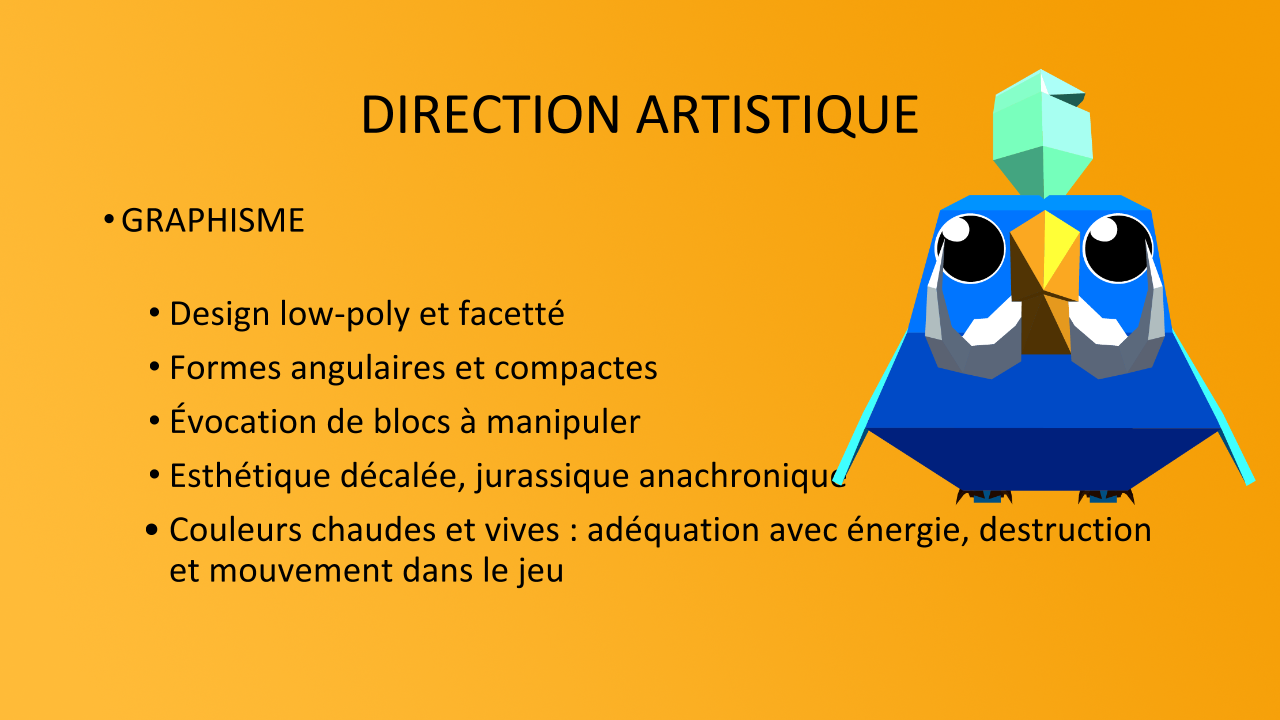 DIRECTION ARTISTIQUE
• GRAPHISME
• Design low-poly et facetté
• Formes angulaires et compactes
• Évocation de blocs à manipuler
• Esthétique décalée, jurassique anachronique
• Couleurs chaudes et vives : adéquation avec énergie, destruction
et mouvement dans le jeu